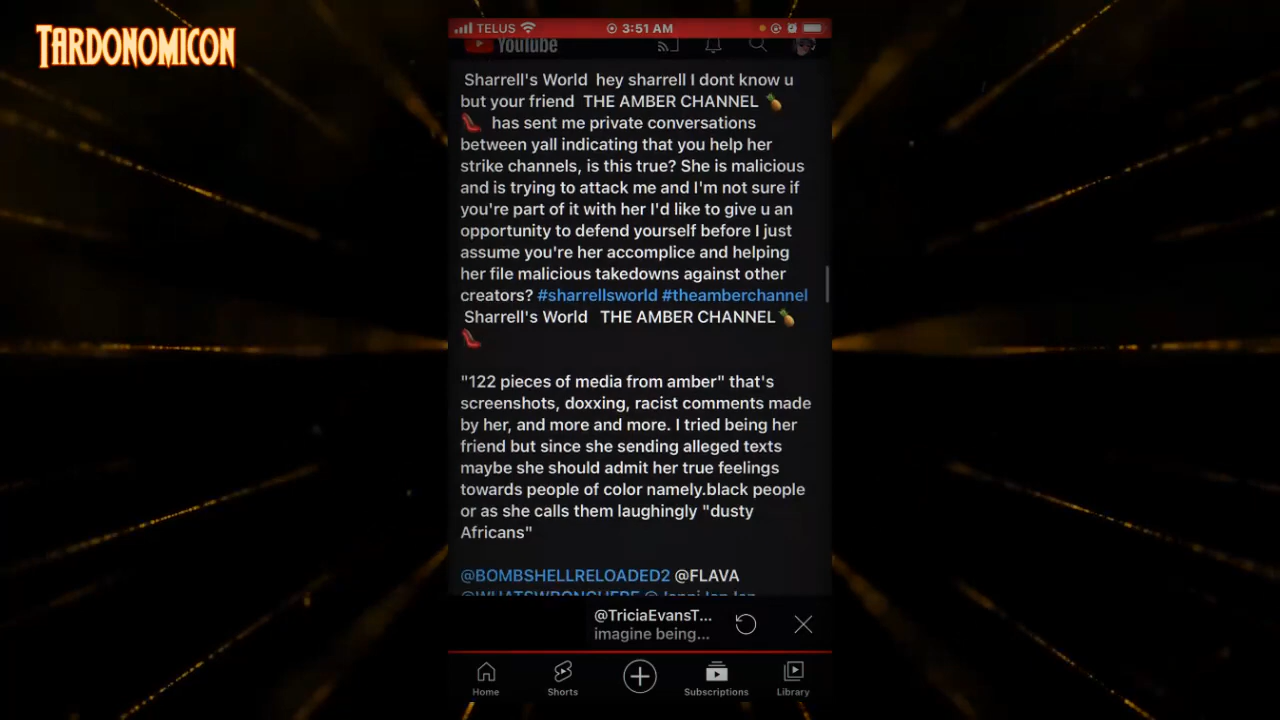 TARDONOMICON
TELUS 3:51 AM
YouTube
Sharrell's World hey sharrell I dont know u
but your friend THE AMBER CHANNEL 🍍
👠 has sent me private conversations
between yall indicating that you help her
strike channels, is this true? She is malicious
and is trying to attack me and I'm not sure if
you're part of it with her I'd like to give u an
opportunity to defend yourself before I just
assume you're her accomplice and helping
her file malicious takedowns against other
creators? #sharrellsworld #theamberchannel
Sharrell's World THE AMBER CHANNEL🍍
👠
"122 pieces of media from amber" that's
screenshots, doxxing, racist comments made
by her, and more and more. I tried being her
friend but since she sending alleged texts
maybe she should admit her true feelings
towards people of color namely.black people
or as she calls them laughingly "dusty
Africans"
@BOMBSHELLRELOADED2 @FLAVA
@WHATSWRONGHERE
@TriciaEvansT...
imagine being...
Home Shorts Subscriptions Library